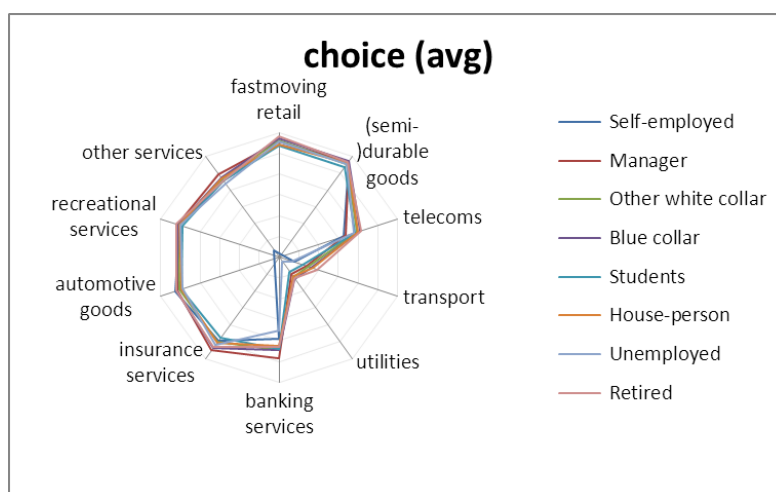 choice (avg)
fastmoving
retail
(semi-
)durable
goods
telecoms
transport
utilities
banking
services
insurance
services
automotive
goods
recreational
services
other services
Self-employed
Manager
Other white collar
Blue collar
Students
House-person
Unemployed
Retired